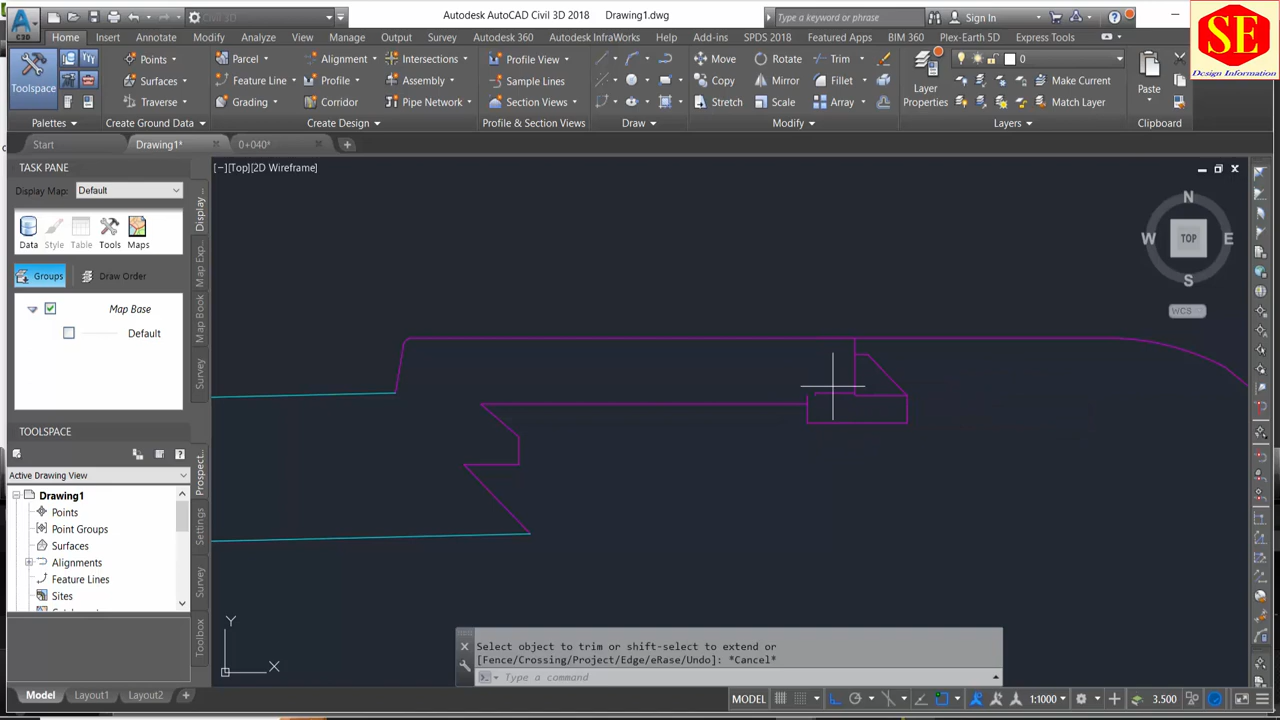 C3D
Civil 3D
Autodesk AutoCAD Civil 3D 2018 Drawing1.dwg
Type a keyword or phrase
Sign In
SE
Design Information
Home Insert Annotate Modify Analyze View Manage Output Survey Autodesk 360 Autodesk InfraWorks Help Add-ins SPDS 2018 Featured Apps BIM 360 Plex-Earth 5D Express Tools
Toolspace
Points
Surfaces
Traverse
Parcel
Feature Line
Grading
Alignment
Profile
Corridor
Intersections
Assembly
Pipe Network
Profile View
Sample Lines
Section Views
Move
Copy
Stretch
Rotate
Mirror
Scale
Trim
Fillet
Array
Layer
Properties
0
Make Current
Match Layer
Paste
Palettes Create Ground Data Create Design Profile & Section Views Draw Modify Layers Clipboard
Start Drawing1* 0+040*
TASK PANE
Display Map: Default
Data Style Table Tools Maps
Groups Draw Order
Map Base
Default
Display...
Map Exp...
Map Book
Survey
[−][Top][2D Wireframe]
N
W TOP E
S
WCS
TOOLSPACE
Active Drawing View
Drawing1
Points
Point Groups
Surfaces
Alignments
Feature Lines
Sites
Prospect...
Settings
Survey
Toolbox
Y
X
Select object to trim or shift-select to extend or
[Fence/Crossing/Project/Edge/eRase/Undo]: *Cancel*
Type a command
Model Layout1 Layout2
MODEL 1:1000 3.500